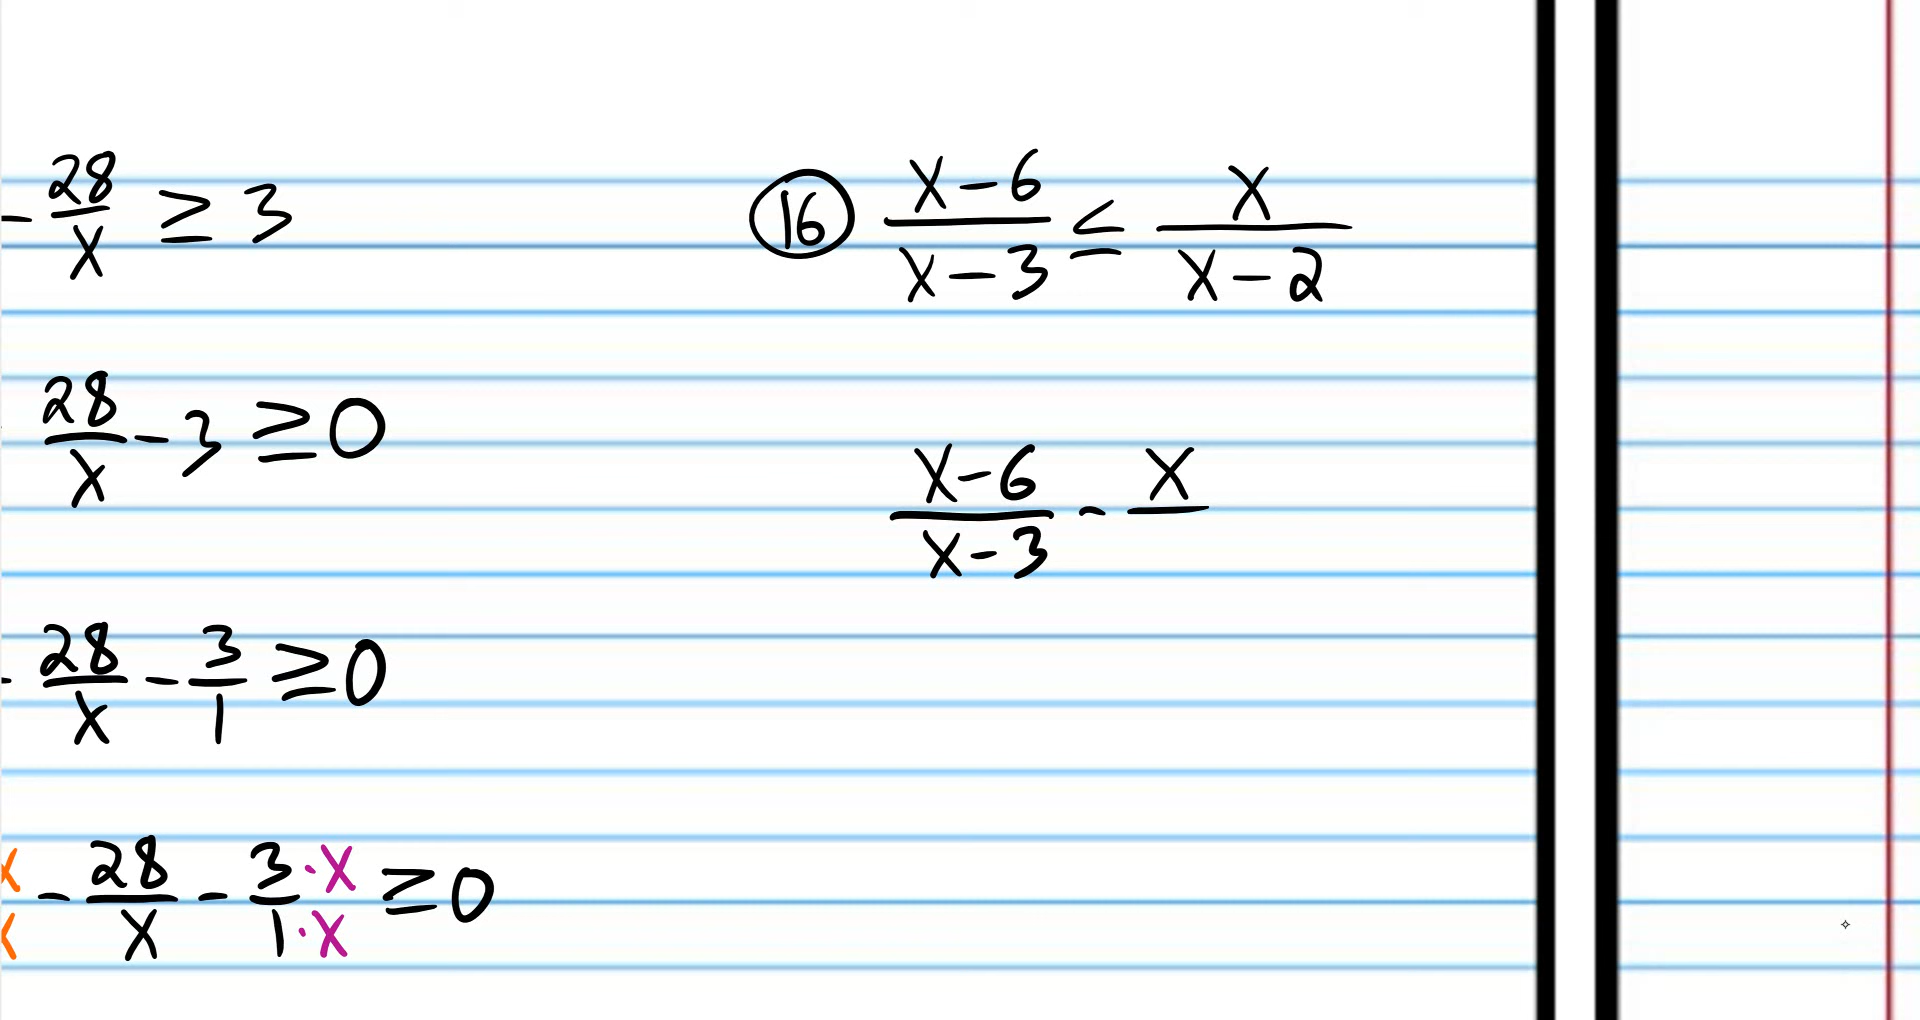 - 28/x ≥ 3
28/x - 3 ≥ 0
- 28/x - 3/1 ≥ 0
x/x - 28/x - 3·x/1·x ≥ 0
16 x-6/x-3 ≤ x/x-2
x-6/x-3 - x/